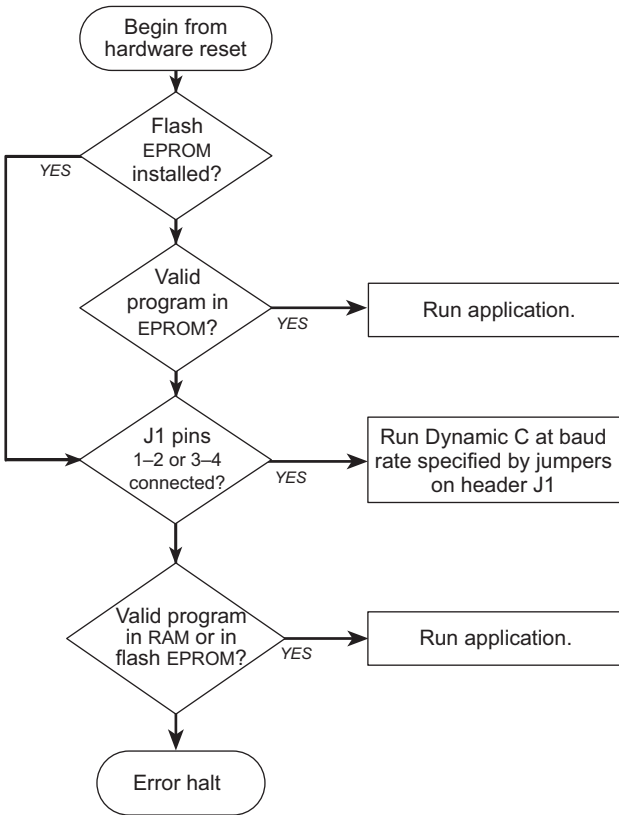 Begin from
hardware reset
Flash
EPROM
installed?
YES
Valid
program in
EPROM?
YES
Run application.
J1 pins
1–2 or 3–4
connected?
YES
Run Dynamic C at baud
rate specified by jumpers
on header J1
Valid program
in RAM or in
flash EPROM?
YES
Run application.
Error halt